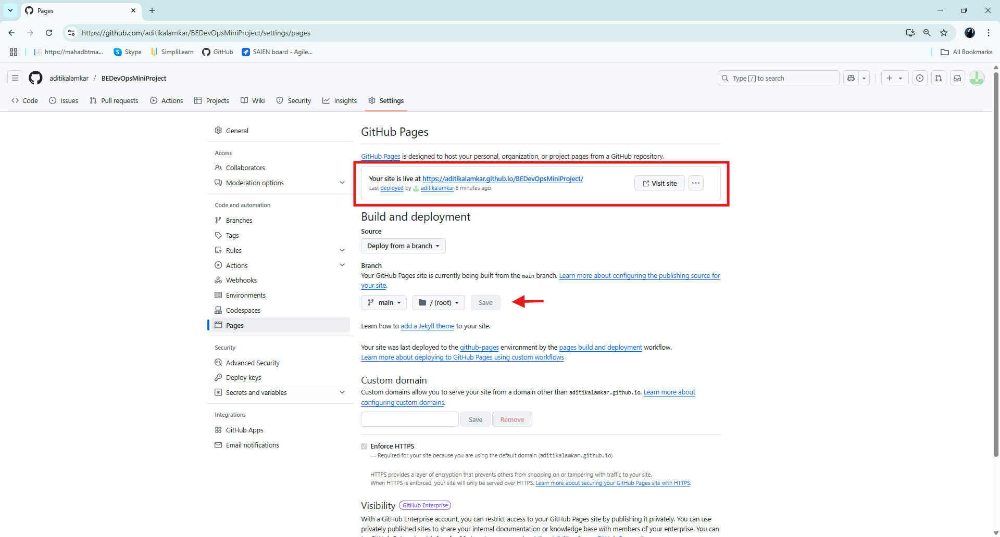 Pages
https://github.com/aditikalamkar/BEDevOpsMiniProject/settings/pages
https://mahadbtma... Skype SimpliLearn GitHub SAIEN board - Agile... All Bookmarks
aditikalamkar / BEDevOpsMiniProject Type / to search
Code Issues Pull requests Actions Projects Wiki Security Insights Settings
General
Access
Collaborators
Moderation options
Code and automation
Branches
Tags
Rules
Actions
Webhooks
Environments
Codespaces
Pages
Security
Advanced Security
Deploy keys
Secrets and variables
Integrations
GitHub Apps
Email notifications
GitHub Pages
GitHub Pages is designed to host your personal, organization, or project pages from a GitHub repository.
Your site is live at https://aditikalamkar.github.io/BEDevOpsMiniProject/
Last deployed by aditikalamkar 8 minutes ago
Visit site
Build and deployment
Source
Deploy from a branch
Branch
Your GitHub Pages site is currently being built from the main branch. Learn more about configuring the publishing source for
your site.
main / (root) Save
Learn how to add a Jekyll theme to your site.
Your site was last deployed to the github-pages environment by the pages build and deployment workflow.
Learn more about deploying to GitHub Pages using custom workflows
Custom domain
Custom domains allow you to serve your site from a domain other than aditikalamkar.github.io. Learn more about
configuring custom domains.
Save Remove
Enforce HTTPS
— Required for your site because you are using the default domain (aditikalamkar.github.io)
HTTPS provides a layer of encryption that prevents others from snooping on or tampering with traffic to your site.
When HTTPS is enforced, your site will only be served over HTTPS. Learn more about securing your GitHub Pages site with HTTPS.
Visibility GitHub Enterprise
With a GitHub Enterprise account, you can restrict access to your GitHub Pages site by publishing it privately. You can use
privately published sites to share your internal documentation or knowledge base with members of your enterprise. You can